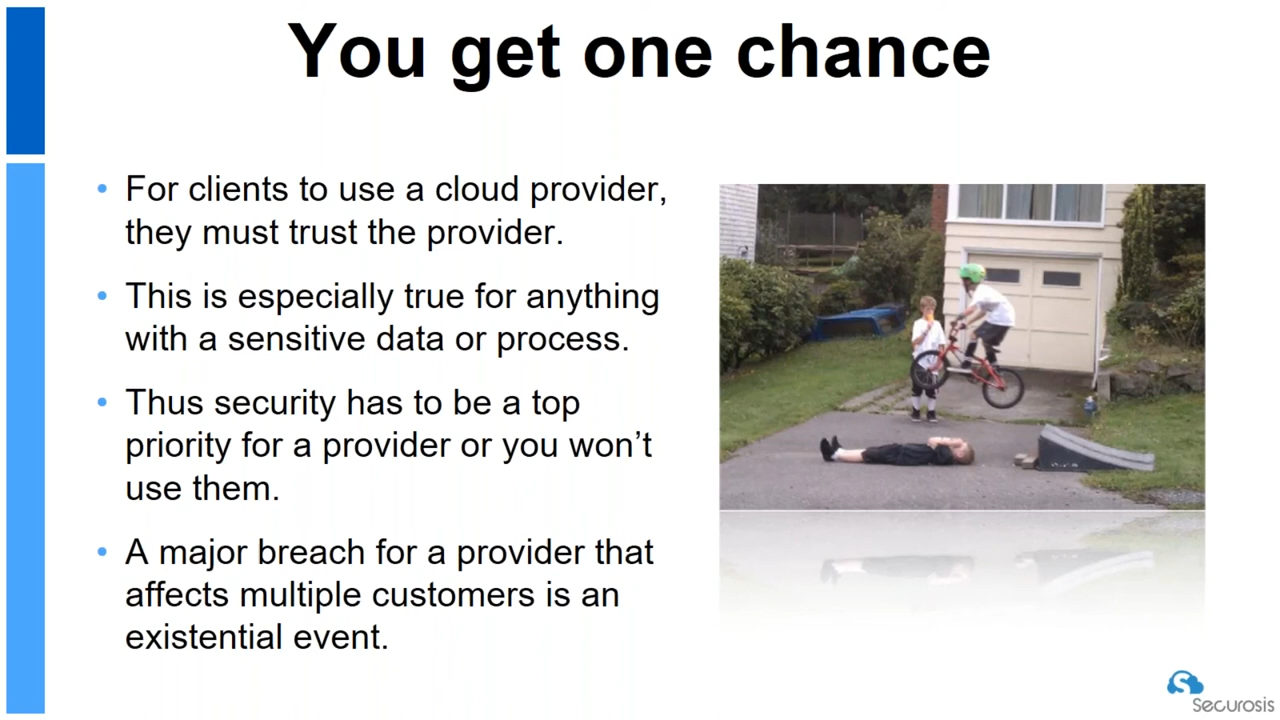 You get one chance
• For clients to use a cloud provider,
they must trust the provider.
• This is especially true for anything
with a sensitive data or process.
• Thus security has to be a top
priority for a provider or you won’t
use them.
• A major breach for a provider that
affects multiple customers is an
existential event.
S
Securosis